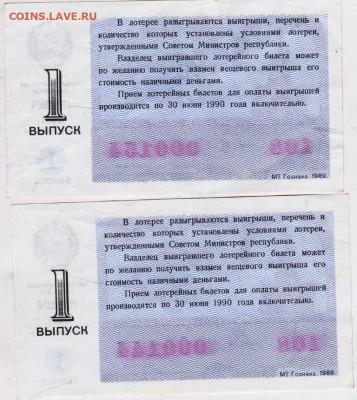 COINS.LAVE.RU
В лотерее разыгрываются выигрыши, перечень и
количество которых установлены условиями лотереи,
утвержденными Советом Министров республики.
Владелец выигравшего лотерейного билета может
по желанию получить взамен вещевого выигрыша его
стоимость наличными деньгами.
Прием лотерейных билетов для оплаты выигрышей
производится по 30 июня 1990 года включительно.
1
ВЫПУСК
МТ Гознака. 1989.
В лотерее разыгрываются выигрыши, перечень и
количество которых установлены условиями лотереи,
утвержденными Советом Министров республики.
Владелец выигравшего лотерейного билета может
по желанию получить взамен вещевого выигрыша его
стоимость наличными деньгами.
Прием лотерейных билетов для оплаты выигрышей
производится по 30 июня 1990 года включительно.
1
ВЫПУСК
МТ Гознака. 1989.